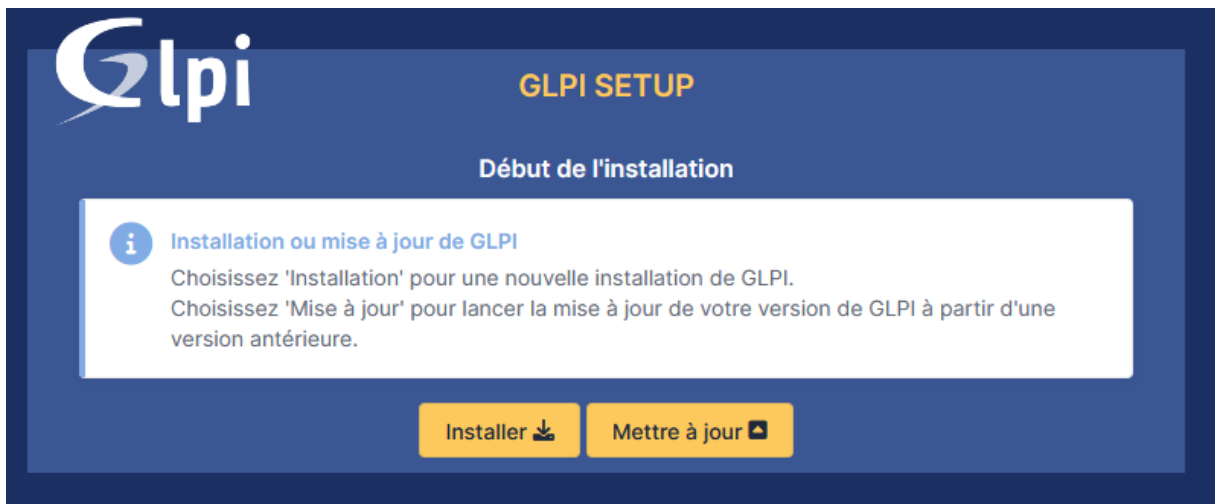 Glpi
GLPI SETUP
Début de l'installation
Installation ou mise à jour de GLPI
Choisissez 'Installation' pour une nouvelle installation de GLPI.
Choisissez 'Mise à jour' pour lancer la mise à jour de votre version de GLPI à partir d'une
version antérieure.
Installer
Mettre à jour